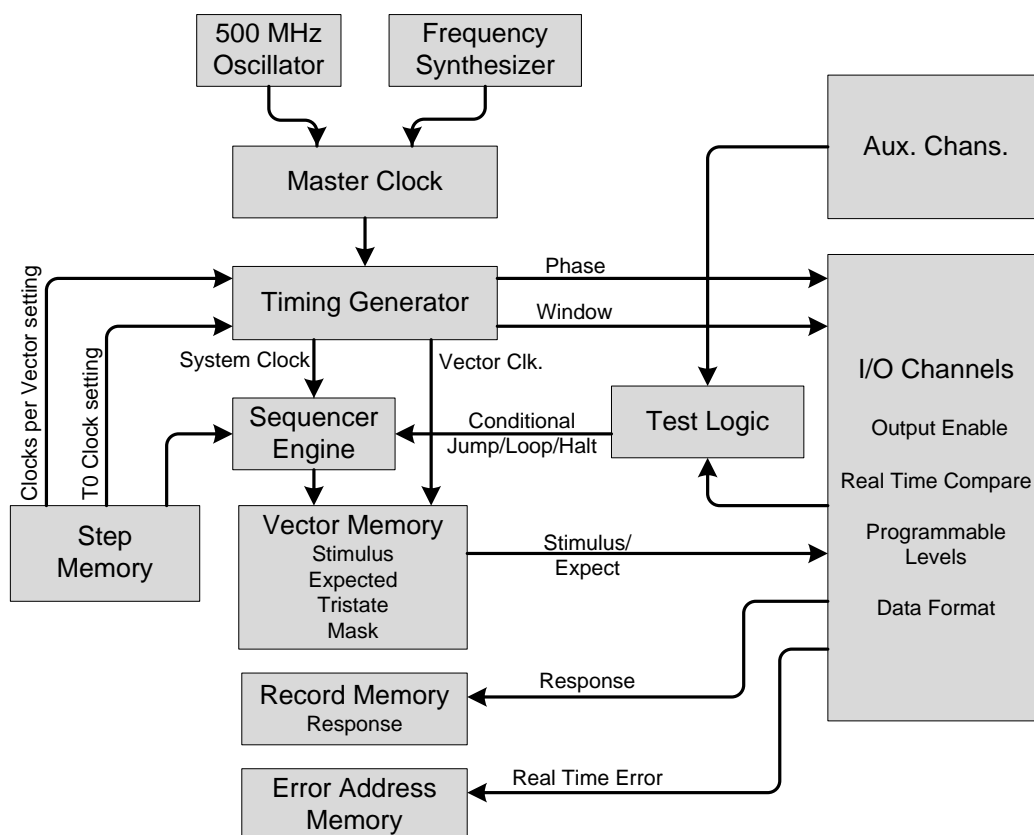 500 MHz
Oscillator
Frequency
Synthesizer
Master Clock
Aux. Chans.
Timing Generator
Phase
Window
Clocks per Vector setting
T0 Clock setting
System Clock
Vector Clk.
Sequencer
Engine
Conditional
Jump/Loop/Halt
Test Logic
I/O Channels
Output Enable
Real Time Compare
Programmable
Levels
Data Format
Step
Memory
Vector Memory
Stimulus
Expected
Tristate
Mask
Stimulus/
Expect
Record Memory
Response
Response
Error Address
Memory
Real Time Error